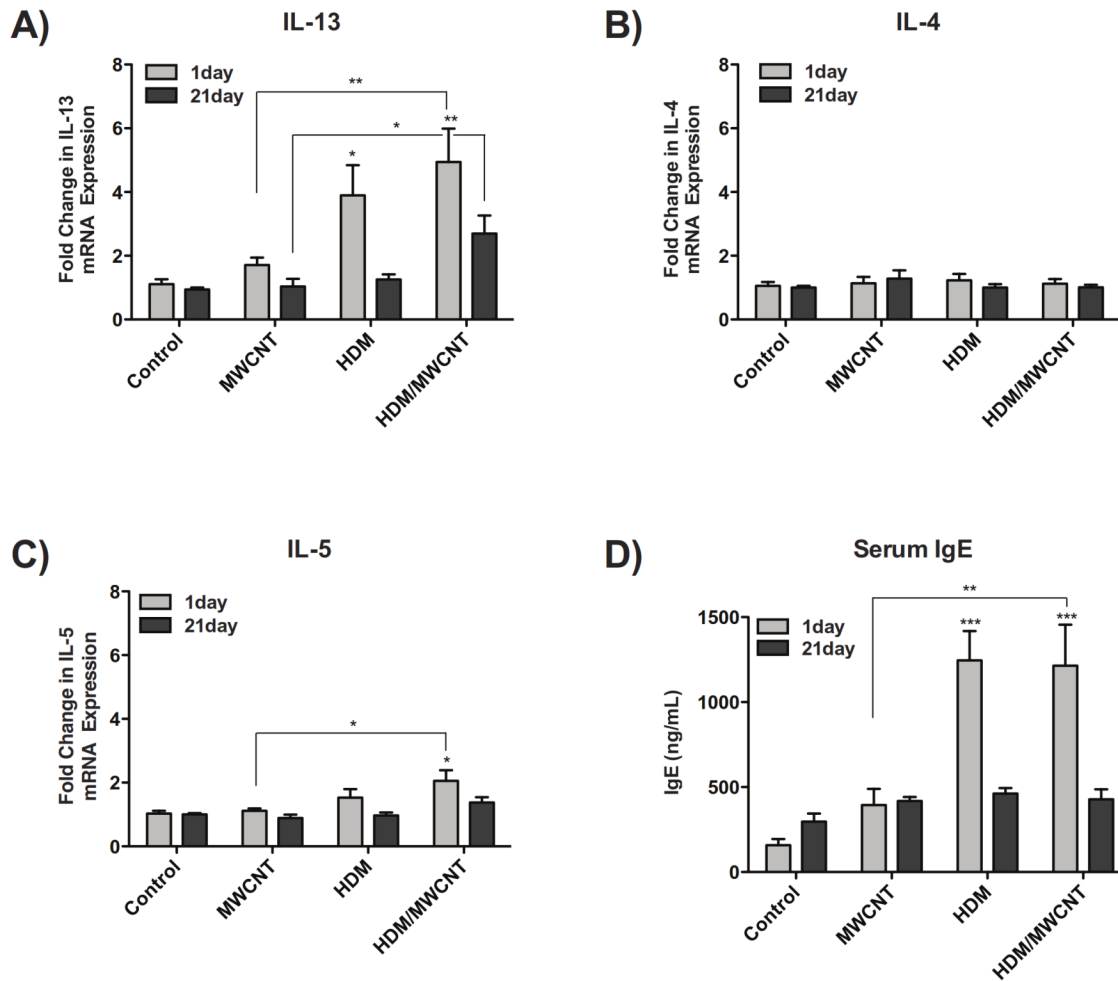 A)
IL-13
Fold Change in IL-13
mRNA Expression
8
6
4
2
0
1day
21day
**
*
*
**
Control
MWCNT
HDM
HDM/MWCNT
B)
IL-4
Fold Change in IL-4
mRNA Expression
8
6
4
2
0
1day
21day
Control
MWCNT
HDM
HDM/MWCNT
C)
IL-5
Fold Change in IL-5
mRNA Expression
8
6
4
2
0
1day
21day
*
*
Control
MWCNT
HDM
HDM/MWCNT
D)
Serum IgE
IgE (ng/mL)
1500
1000
500
0
1day
21day
**
***
***
Control
MWCNT
HDM
HDM/MWCNT